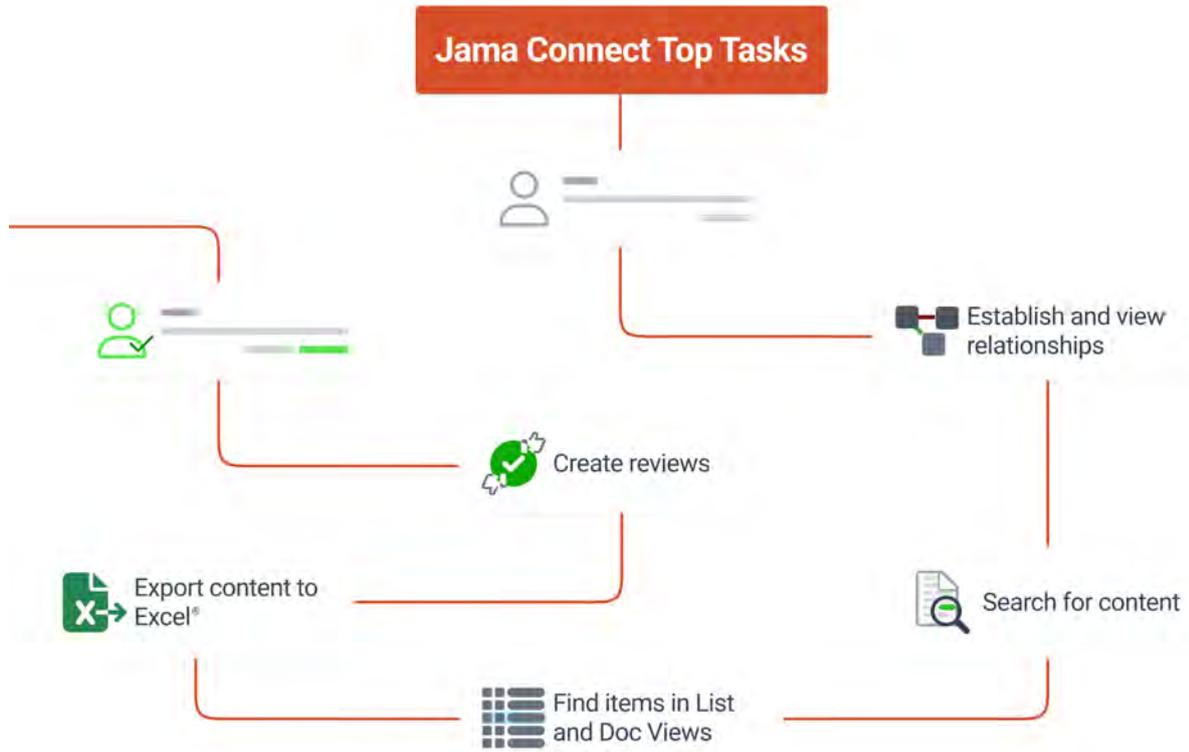 Jama Connect Top Tasks
Establish and view
relationships
Create reviews
Export content to
Excel®
Search for content
Find items in List
and Doc Views